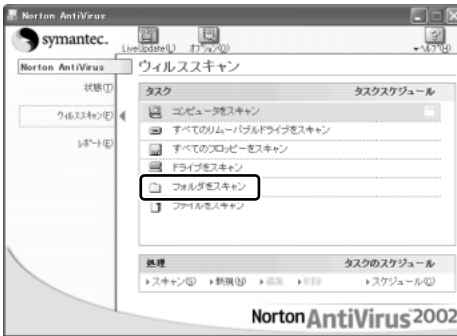 Norton AntiVirus
symantec.
LiveUpdate(L) オプション(O) ヘルプ(H)
Norton AntiVirus
状態(T)
ウィルススキャン(E)
レポート(E)
ウィルススキャン
タスク タスクスケジュール
コンピュータをスキャン
すべてのリムーバブルドライブをスキャン
すべてのフロッピーをスキャン
ドライブをスキャン
フォルダをスキャン
ファイルをスキャン
処理 タスクのスケジュール
スキャン(S) 新規(N) 編集 削除 スケジュール(C)
Norton AntiVirus 2002